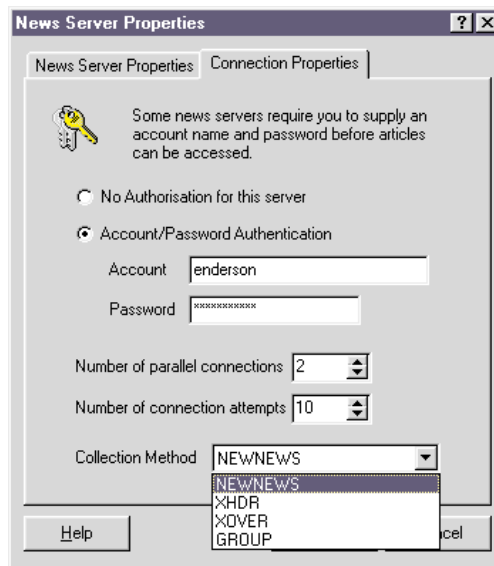 News Server Properties
News Server Properties Connection Properties
Some news servers require you to supply an
account name and password before articles
can be accessed.
No Authorisation for this server
Account/Password Authentication
Account enderson
Password ***********
Number of parallel connections 2
Number of connection attempts 10
Collection Method NEWNEWS
NEWNEWS
XHDR
XOVER
GROUP
Help